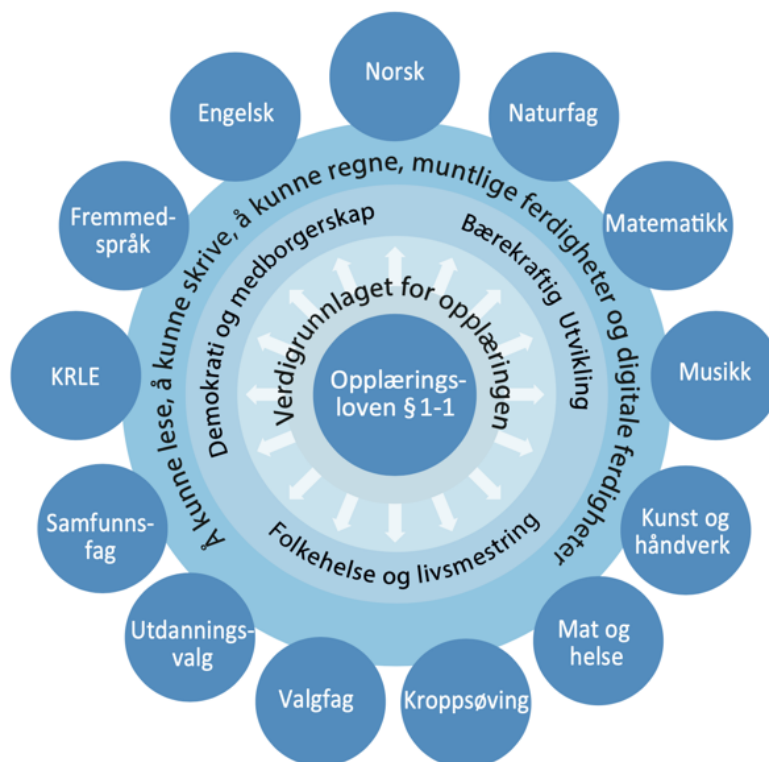 Norsk
Engelsk
Naturfag
Fremmed-
språk
Matematikk
KRLE
Musikk
Samfunns-
fag
Kunst og
håndverk
Utdannings-
valg
Mat og
helse
Valgfag
Kroppsøving
Å kunne lese, å kunne skrive, å kunne regne, muntlige ferdigheter og digitale ferdigheter
Demokrati og medborgerskap
Bærekraftig Utvikling
Folkehelse og livsmestring
Verdigrunnlaget for opplæringen
Opplærings-
loven § 1-1